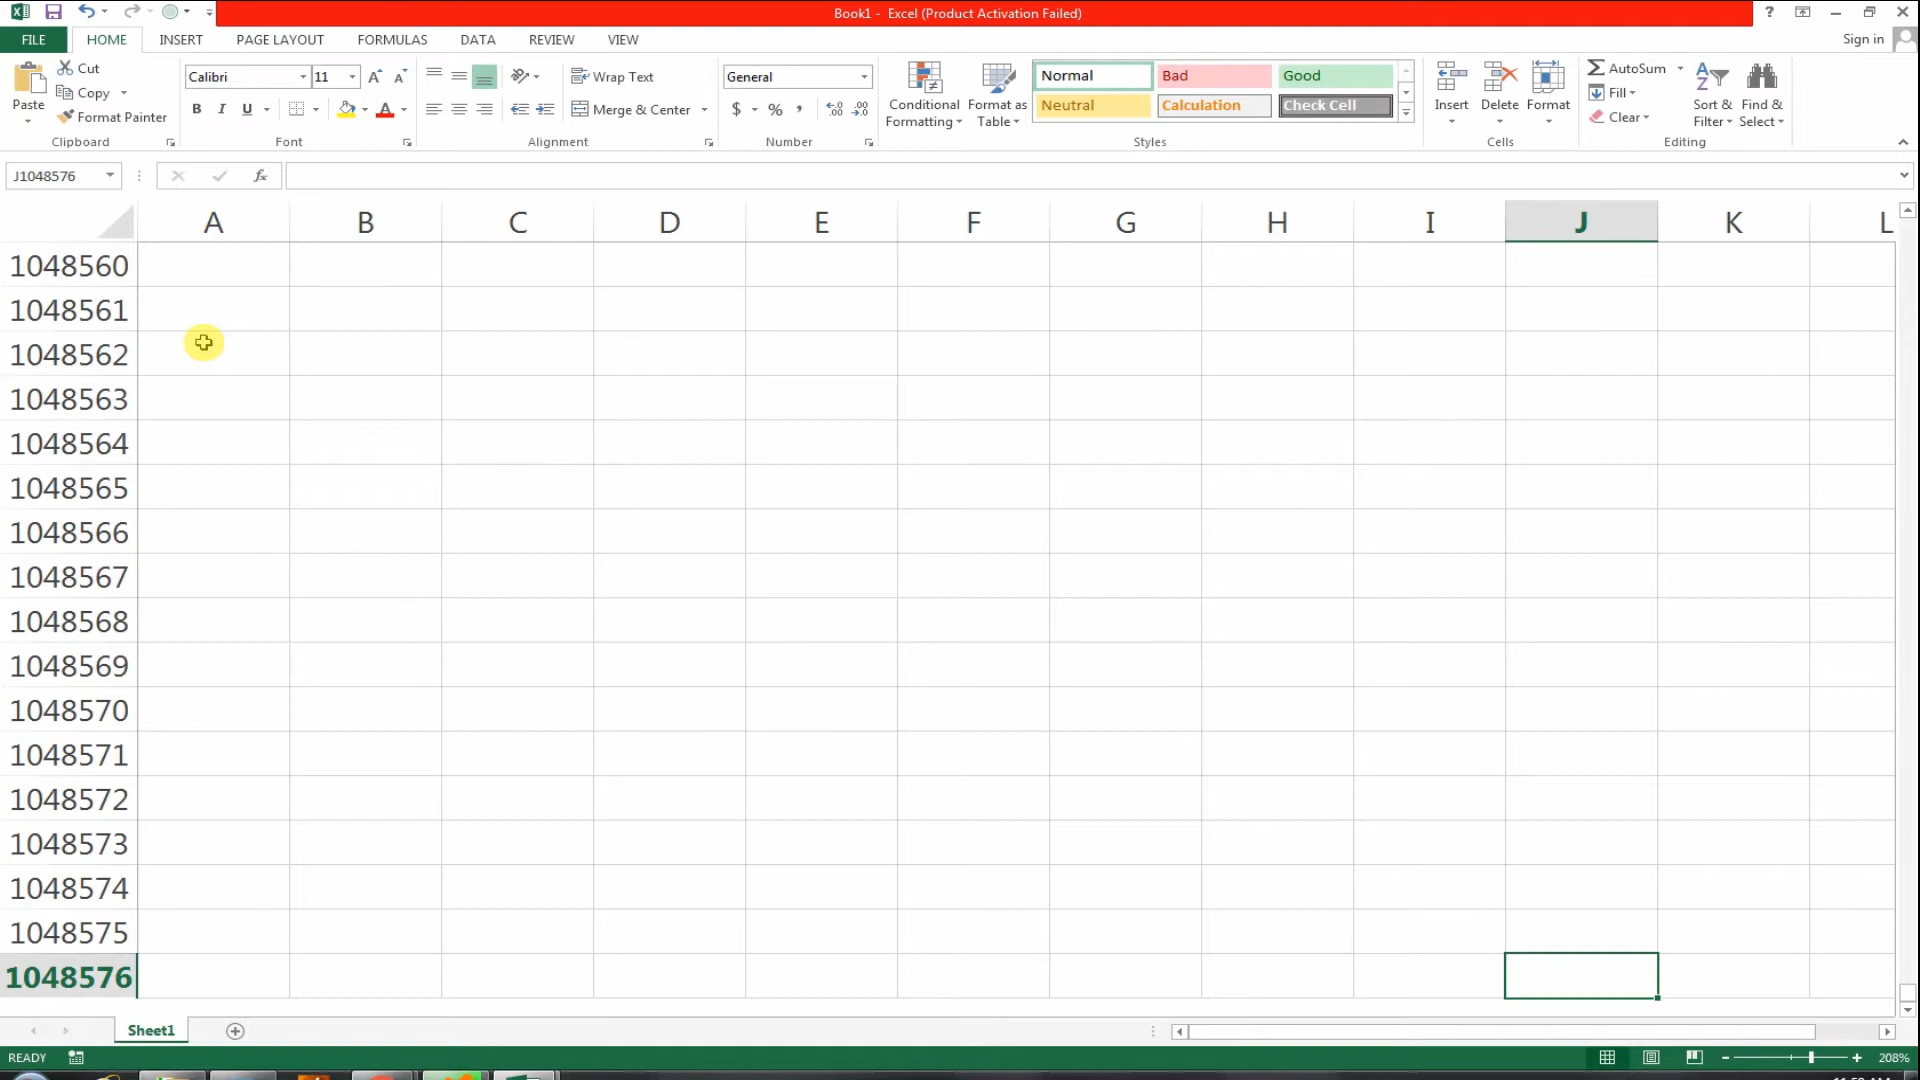 Book1 - Excel (Product Activation Failed)
?
FILE HOME INSERT PAGE LAYOUT FORMULAS DATA REVIEW VIEW Sign in
Paste
Cut
Copy
Format Painter
Clipboard
Calibri 11
B I U
Font
Wrap Text
Merge & Center
Alignment
General
$ % ,
Number
Conditional Formatting
Format as Table
Normal Bad Good
Neutral Calculation Check Cell
Styles
Insert Delete Format
Cells
AutoSum
Fill
Clear
Sort & Filter
Find & Select
Editing
J1048576
fx
A B C D E F G H I J K L
1048560
1048561
1048562
1048563
1048564
1048565
1048566
1048567
1048568
1048569
1048570
1048571
1048572
1048573
1048574
1048575
1048576
Sheet1
READY
208%